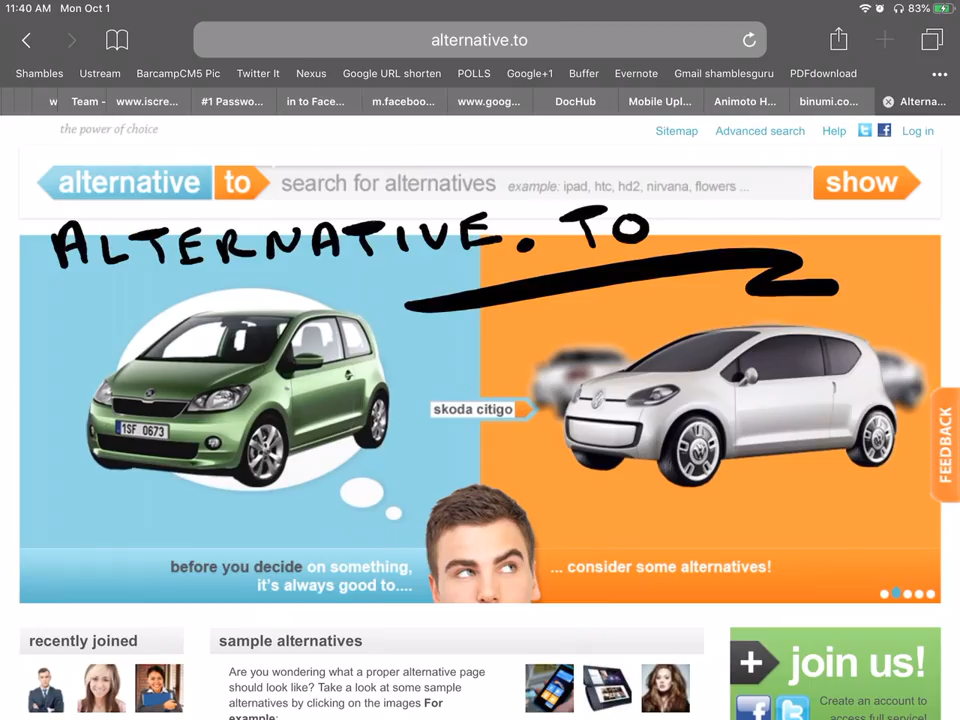 11:40 AM Mon Oct 1 83%
alternative.to
Shambles Ustream BarcampCM5 Pic Twitter It Nexus Google URL shorten POLLS Google+1 Buffer Evernote Gmail shamblesguru PDFdownload
w Team - www.iscre... #1 Passwo... in to Face... m.faceboo... www.goog... DocHub Mobile Upl... Animoto H... binumi.co... Alterna...
the power of choice
Sitemap Advanced search Help Log in
alternative to search for alternatives example: ipad, htc, hd2, nirvana, flowers ... show
ALTERNATIVE.TO
1SF 0673
skoda citigo
FEEDBACK
before you decide on something,
it's always good to....
... consider some alternatives!
recently joined
sample alternatives
Are you wondering what a proper alternative page
should look like? Take a look at some sample
alternatives by clicking on the images For
example:
join us!
Create an account to
access full service!